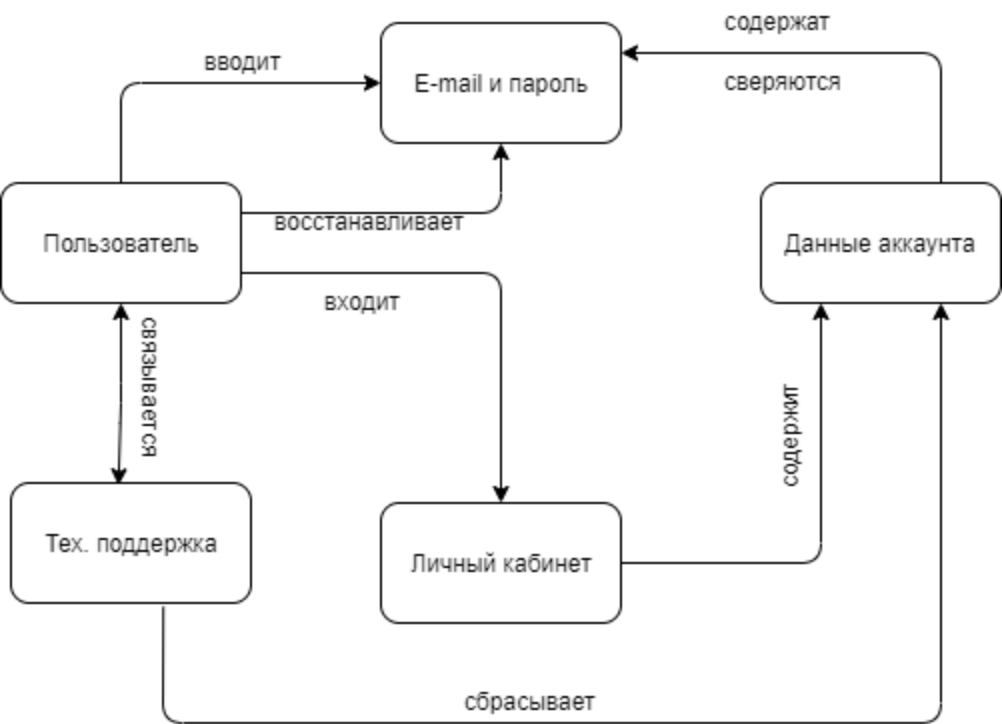 содержат
вводит
E-mail и пароль
сверяются
восстанавливает
Пользователь
Данные аккаунта
входит
связывается
содержит
Тех. поддержка
Личный кабинет
сбрасывает